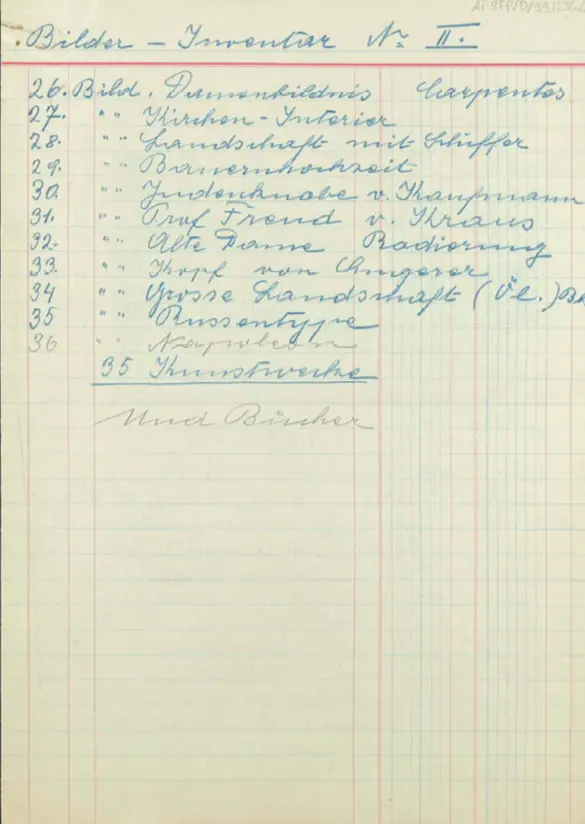 Bilder - Inventar Nr II.
26. Bild. Damenbildnis Carpentes
27. " " Kirchen-Interier
28. " " Landschaft mit Schiffer
29. " " Bauernhochzeit
30. " " Judenknabe v. Kaufmann
31. " " Prof Freud v. Kraus
32. " " Alte Dame Radierung
33. " " Kopf von Angerer
34 " " Grosse Landschaft (Öl.)
35 " " Russentype
36 " " Napoleon
35 Kunstwerke
Und Bücher